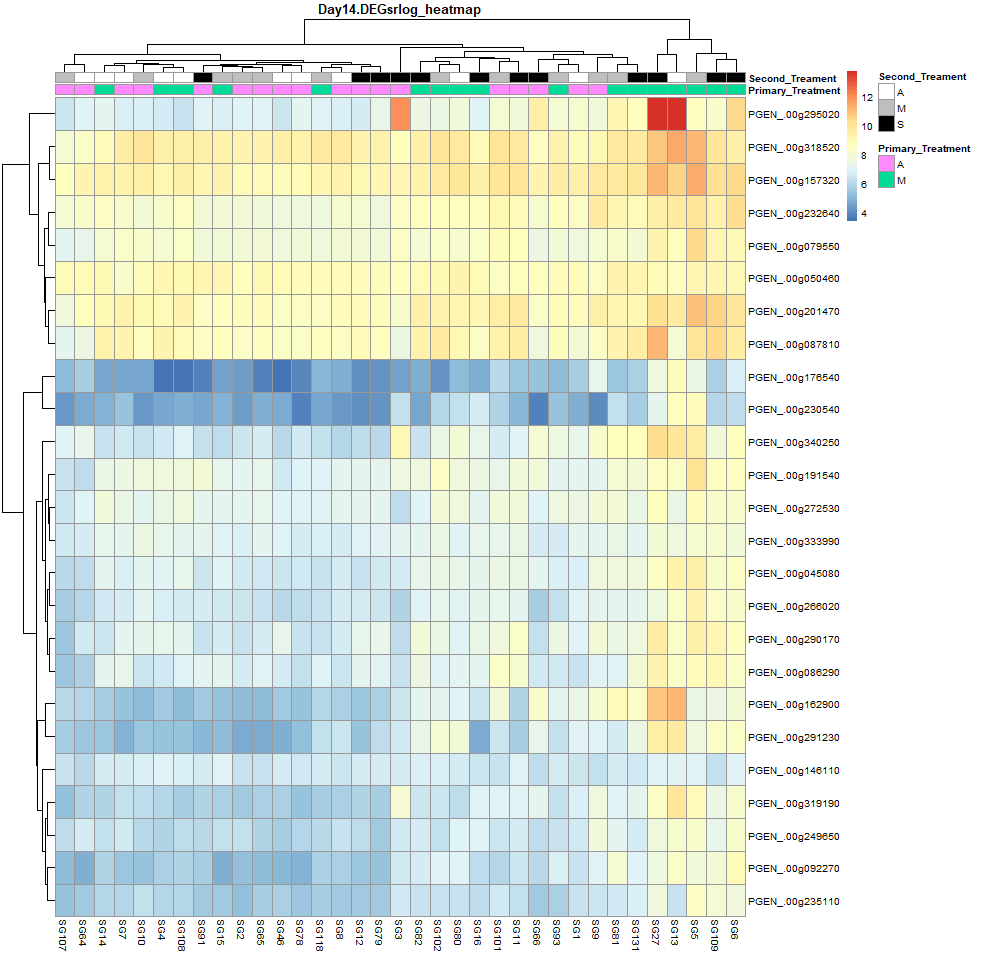 Day14.DEGsrlog_heatmap
Second_Treament
Primary_Treatment
PGEN_.00g295020
PGEN_.00g318520
PGEN_.00g157320
PGEN_.00g232640
PGEN_.00g079550
PGEN_.00g050460
PGEN_.00g201470
PGEN_.00g087810
PGEN_.00g176540
PGEN_.00g230540
PGEN_.00g340250
PGEN_.00g191540
PGEN_.00g272530
PGEN_.00g333990
PGEN_.00g045080
PGEN_.00g266020
PGEN_.00g290170
PGEN_.00g086290
PGEN_.00g162900
PGEN_.00g291230
PGEN_.00g146110
PGEN_.00g319190
PGEN_.00g249650
PGEN_.00g092270
PGEN_.00g235110
SG107
SG64
SG14
SG7
SG10
SG4
SG108
SG91
SG15
SG2
SG65
SG46
SG78
SG118
SG8
SG12
SG79
SG3
SG82
SG102
SG80
SG16
SG101
SG11
SG66
SG93
SG1
SG9
SG81
SG131
SG27
SG13
SG5
SG109
SG6
12
10
8
6
4
Second_Treament
A
M
S
Primary_Treatment
A
M